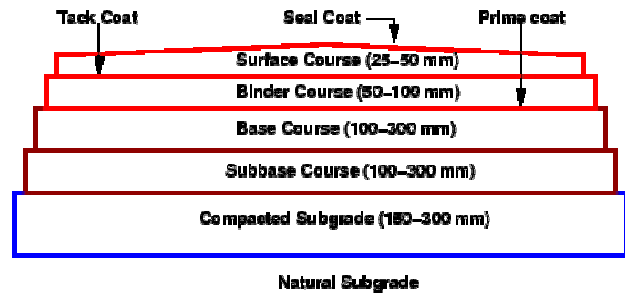 Tack Coat Seal Coat Prime coat
Surface Course (25–50 mm)
Binder Course (50–100 mm)
Base Course (100–300 mm)
Subbase Course (100–300 mm)
Compacted Subgrade (150–300 mm)
Natural Subgrade